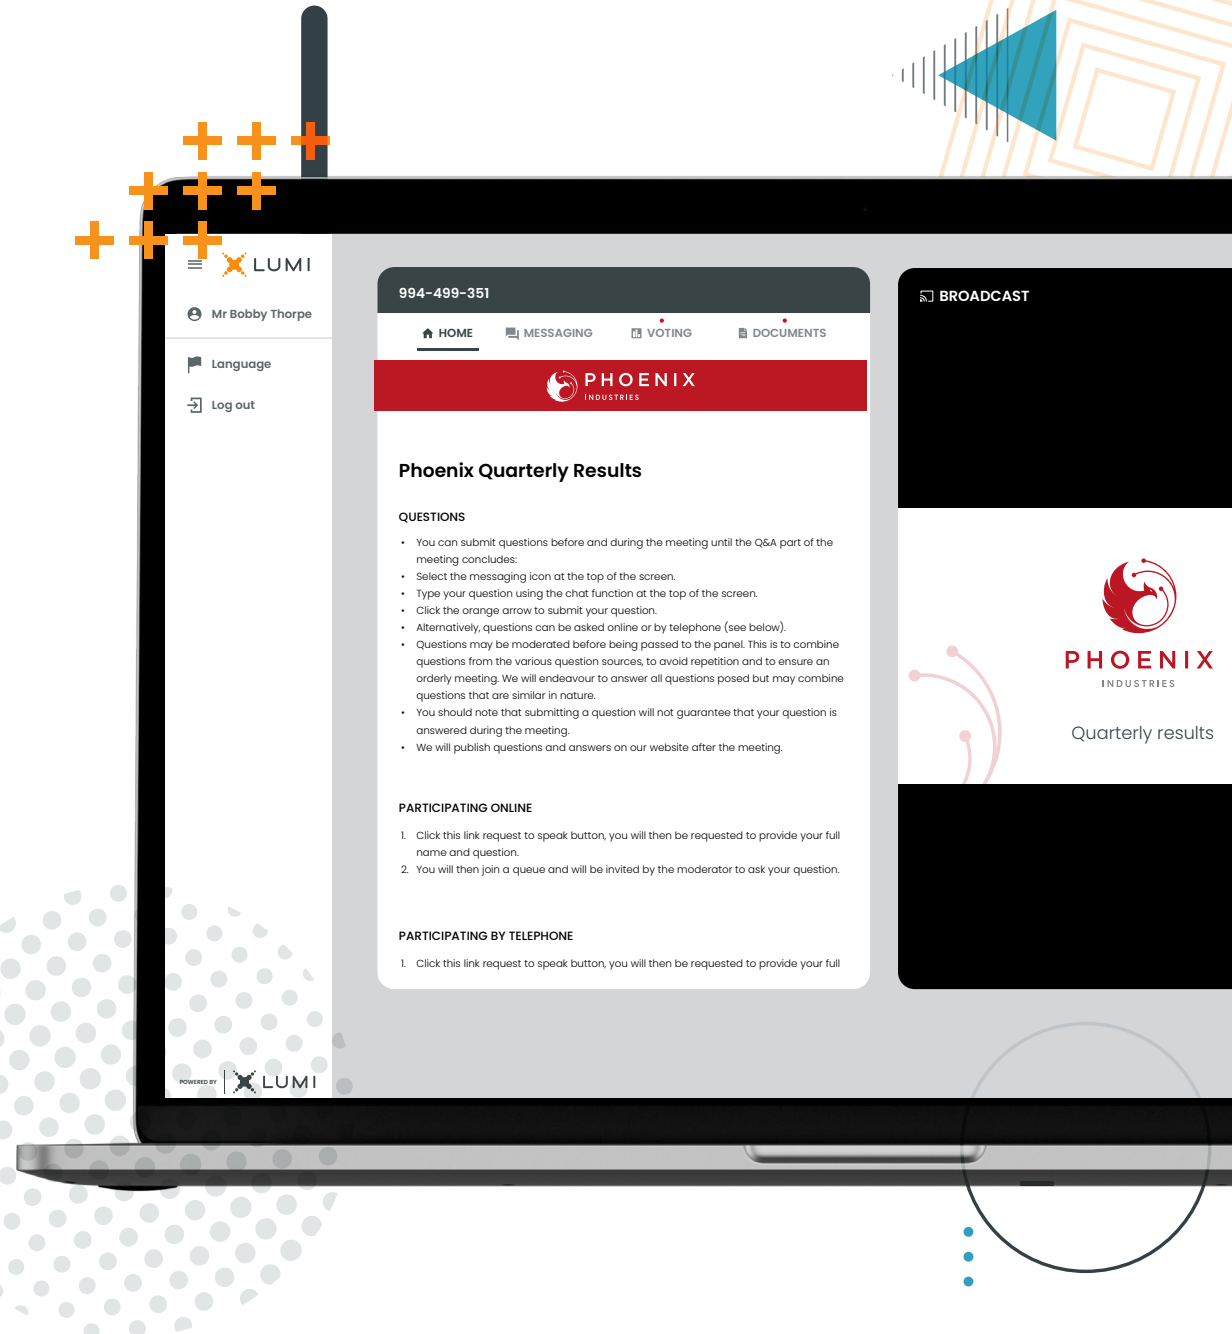 LUMI
Mr Bobby Thorpe
Language
Log out
POWERED BY
LUMI
994-499-351
HOME
MESSAGING
VOTING
DOCUMENTS
PHOENIX
INDUSTRIES
Phoenix Quarterly Results
QUESTIONS
• You can submit questions before and during the meeting until the Q&A part of the
meeting concludes:
• Select the messaging icon at the top of the screen.
• Type your question using the chat function at the top of the screen.
• Click the orange arrow to submit your question.
• Alternatively, questions can be asked online or by telephone (see below).
• Questions may be moderated before being passed to the panel. This is to combine
questions from the various question sources, to avoid repetition and to ensure an
orderly meeting. We will endeavour to answer all questions posed but may combine
questions that are similar in nature.
• You should note that submitting a question will not guarantee that your question is
answered during the meeting.
• We will publish questions and answers on our website after the meeting.
PARTICIPATING ONLINE
1. Click this link request to speak button, you will then be requested to provide your full
name and question.
2. You will then join a queue and will be invited by the moderator to ask your question.
PARTICIPATING BY TELEPHONE
1. Click this link request to speak button, you will then be requested to provide your full
BROADCAST
PHOENIX
INDUSTRIES
Quarterly results